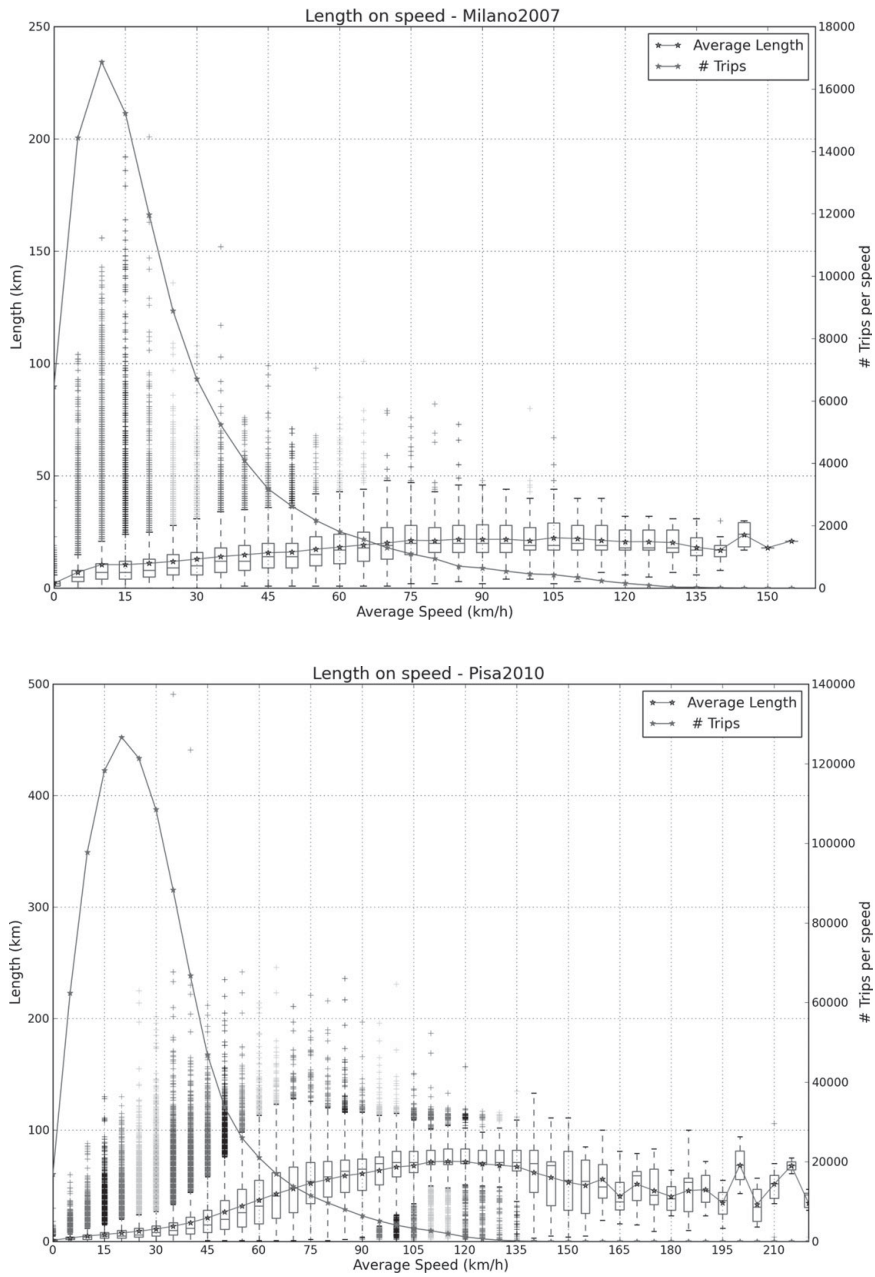 Length on speed - Milano2007
250
200
150
100
50
0
Length (km)
18000
16000
14000
12000
10000
8000
6000
4000
2000
0
# Trips per speed
Average Length
# Trips
0 15 30 45 60 75 90 105 120 135 150
Average Speed (km/h)
Length on speed - Pisa2010
500
400
300
200
100
0
Length (km)
140000
120000
100000
80000
60000
40000
20000
0
# Trips per speed
Average Length
# Trips
0 15 30 45 60 75 90 105 120 135 150 165 180 195 210
Average Speed (km/h)